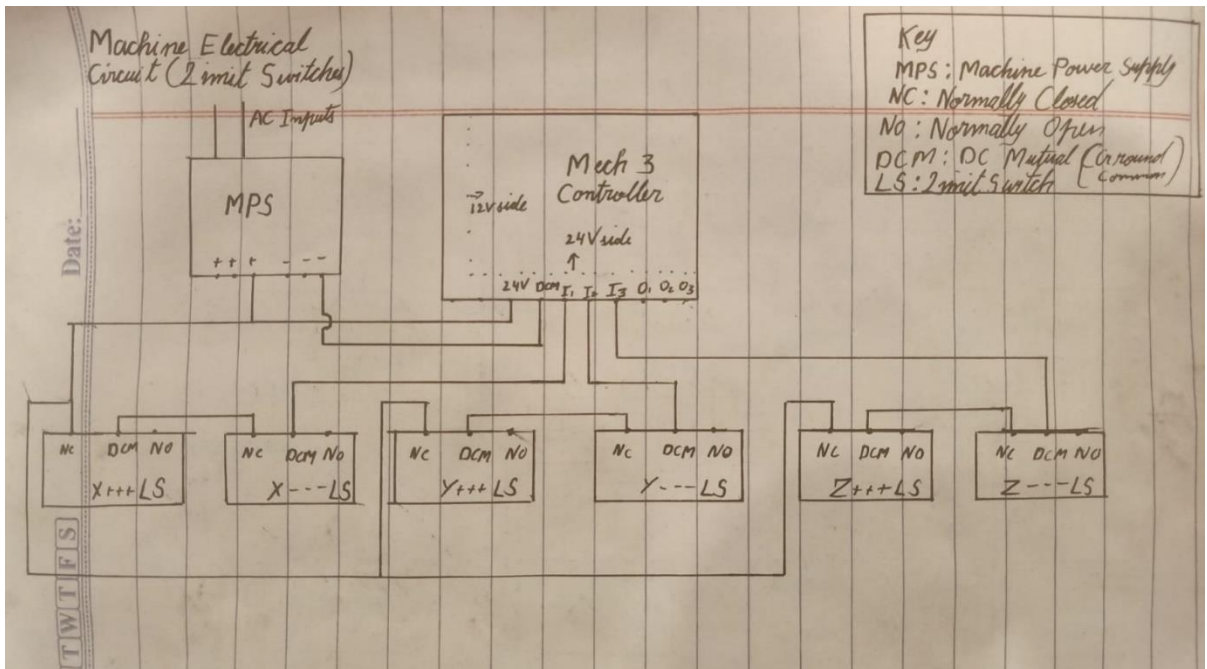 Machine Electrical
Circuit (Limit Switches)
AC Inputs
MPS
+ + + - - -
Mech 3
Controller
12V side
24V side
24V DCM I1 I2 I3 O1 O2 O3
Key
MPS: Machine Power Supply
NC: Normally Closed
NO: Normally Open
DCM: DC Mutual (Ground)
(Common)
LS: Limit Switch
Date:
NC DCM NO
X+++LS
NC DCM NO
X---LS
NC DCM NO
Y+++LS
NC DCM NO
Y---LS
NC DCM NO
Z+++LS
NC DCM NO
Z---LS
T W T F S